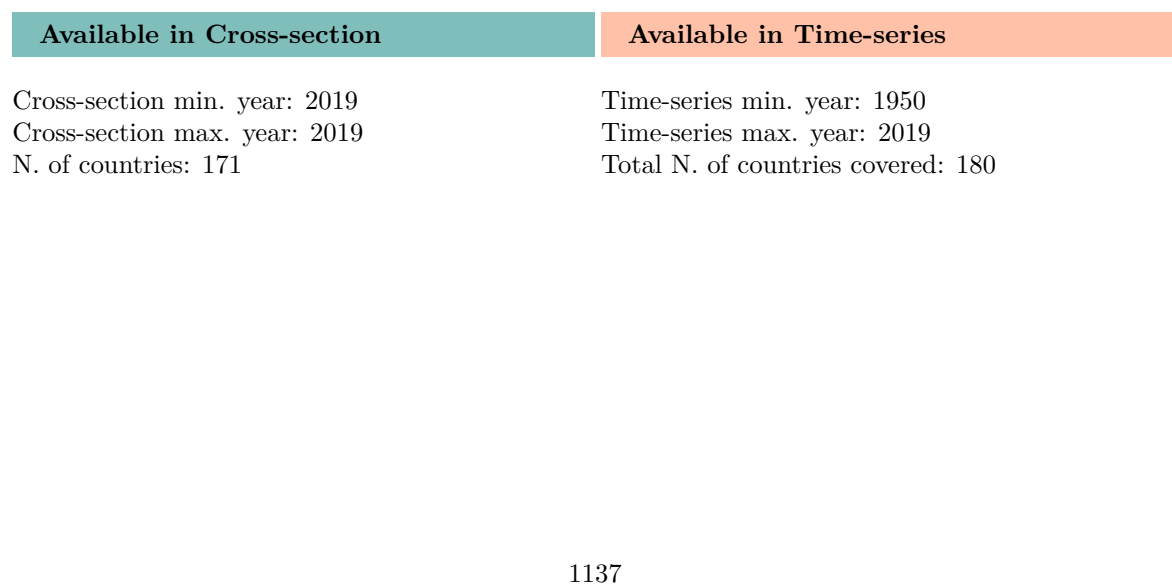 Available in Cross-section
Cross-section min. year: 2019
Cross-section max. year: 2019
N. of countries: 171
Available in Time-series
Time-series min. year: 1950
Time-series max. year: 2019
Total N. of countries covered: 180
1137